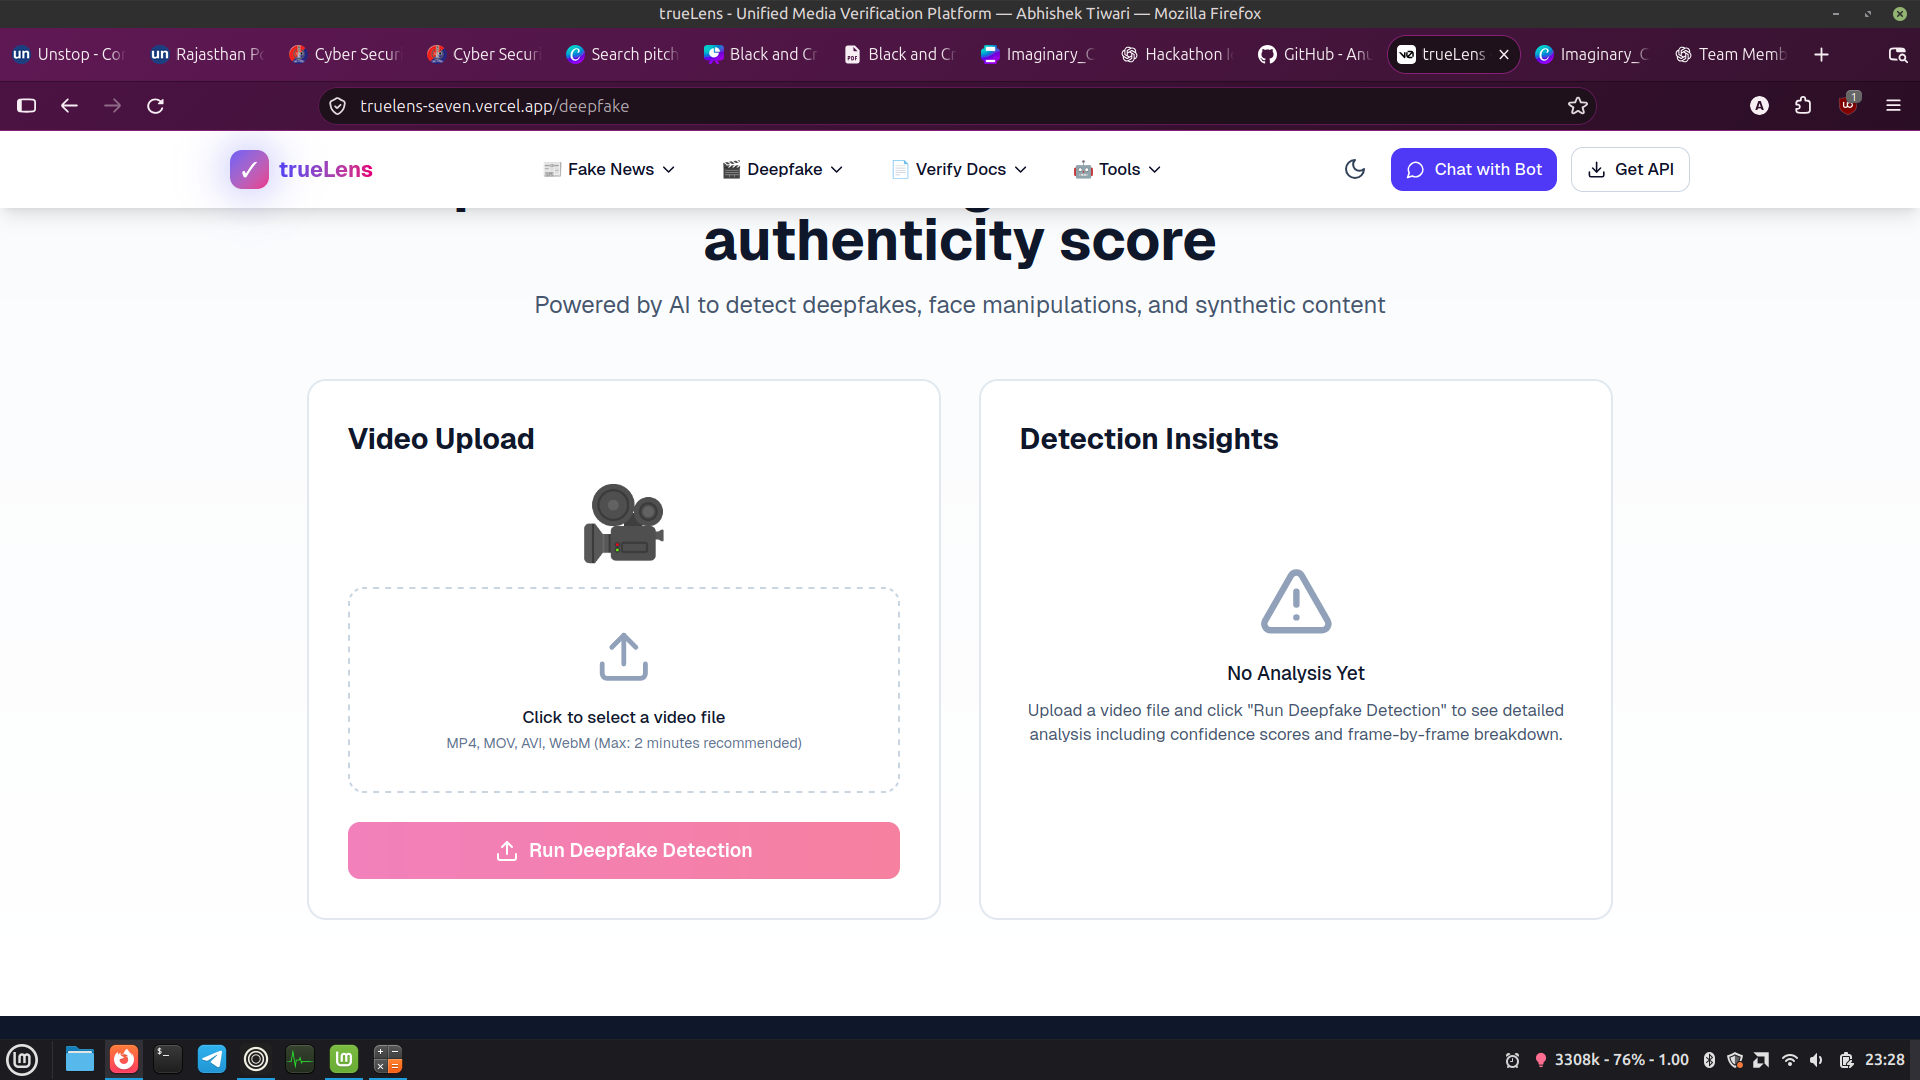 trueLens - Unified Media Verification Platform — Abhishek Tiwari — Mozilla Firefox
Unstop - Co
Rajasthan Po
Cyber Securi
Cyber Securi
Search pitch
Black and Cr
Black and Cr
Imaginary_C
Hackathon
GitHub - Anu
trueLens
Imaginary_C
Team Memb
truelens-seven.vercel.app/deepfake
A
1
trueLens
Fake News
Deepfake
Verify Docs
Tools
Chat with Bot
Get API
authenticity score
Powered by AI to detect deepfakes, face manipulations, and synthetic content
Video Upload
Click to select a video file
MP4, MOV, AVI, WebM (Max: 2 minutes recommended)
Run Deepfake Detection
Detection Insights
No Analysis Yet
Upload a video file and click "Run Deepfake Detection" to see detailed
analysis including confidence scores and frame-by-frame breakdown.
3308k - 76% - 1.00
23:28